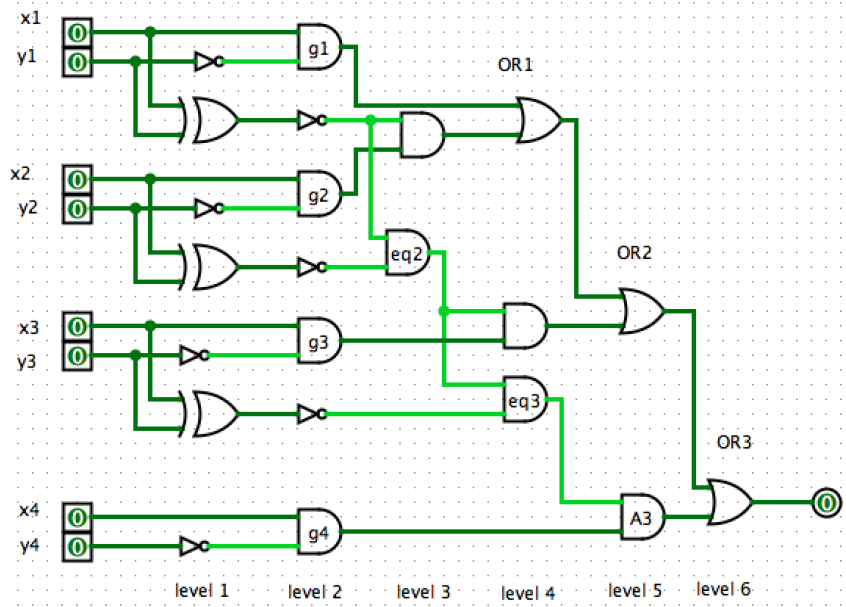 x1
0
g1
y1
0
OR1
x2
0
g2
y2
0
eq2
OR2
x3
0
g3
y3
0
eq3
OR3
x4
0
g4
A3
0
y4
0
level 1
level 2
level 3
level 4
level 5
level 6